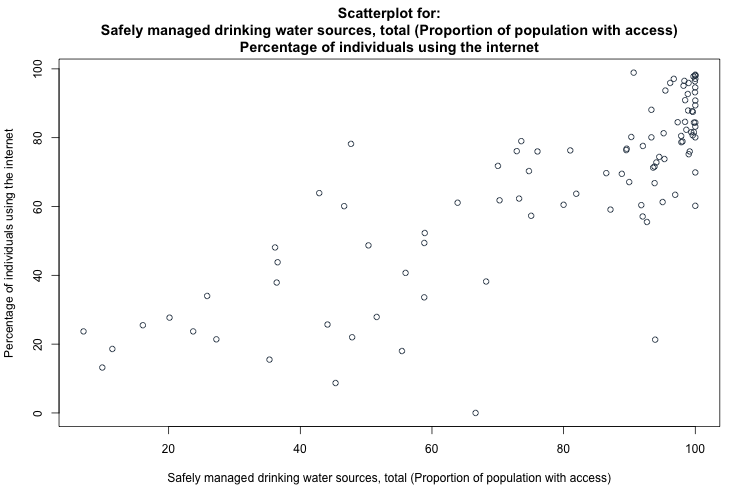 Scatterplot for:
Safely managed drinking water sources, total (Proportion of population with access)
Percentage of individuals using the internet
Percentage of individuals using the internet
100
80
60
40
20
0
20
40
60
80
100
Safely managed drinking water sources, total (Proportion of population with access)